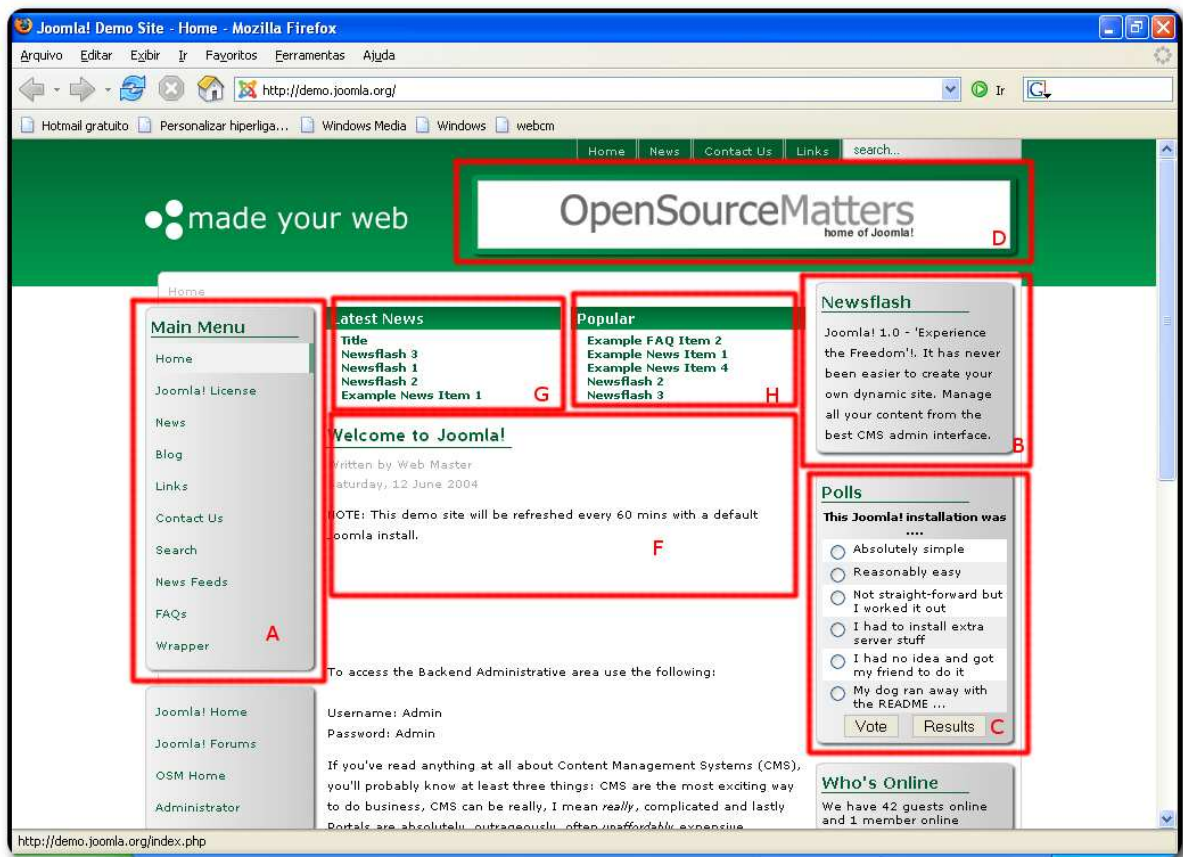 Joomla! Demo Site - Home - Mozilla Firefox
Arquivo Editar Exibir Ir Favoritos Ferramentas Ajuda
http://demo.joomla.org/
Ir
G
Hotmail gratuito Personalizar hiperliga... Windows Media Windows webcm
Home News Contact Us Links search...
made your web
OpenSourceMatters
home of Joomla!
D
Home
Main Menu
Home
Joomla! License
News
Blog
Links
Contact Us
Search
News Feeds
FAQs
Wrapper
A
Joomla! Home
Joomla! Forums
OSM Home
Administrator
Latest News
Title
Newsflash 3
Newsflash 1
Newsflash 2
Example News Item 1
G
Popular
Example FAQ Item 2
Example News Item 1
Example News Item 4
Newsflash 2
Newsflash 3
H
Welcome to Joomla!
Written by Web Master
Saturday, 12 June 2004
NOTE: This demo site will be refreshed every 60 mins with a default
Joomla install.
F
To access the Backend Administrative area use the following:
Username: Admin
Password: Admin
If you've read anything at all about Content Management Systems (CMS),
you'll probably know at least three things: CMS are the most exciting way
to do business, CMS can be really, I mean really, complicated and lastly
Portals are absolutely, outrageously, often unaffordably expensive.
Newsflash
Joomla! 1.0 - 'Experience
the Freedom'!. It has never
been easier to create your
own dynamic site. Manage
all your content from the
best CMS admin interface.
B
Polls
This Joomla! installation was
....
Absolutely simple
Reasonably easy
Not straight-forward but
I worked it out
I had to install extra
server stuff
I had no idea and got
my friend to do it
My dog ran away with
the README ...
Vote Results
C
Who's Online
We have 42 guests online
and 1 member online
http://demo.joomla.org/index.php